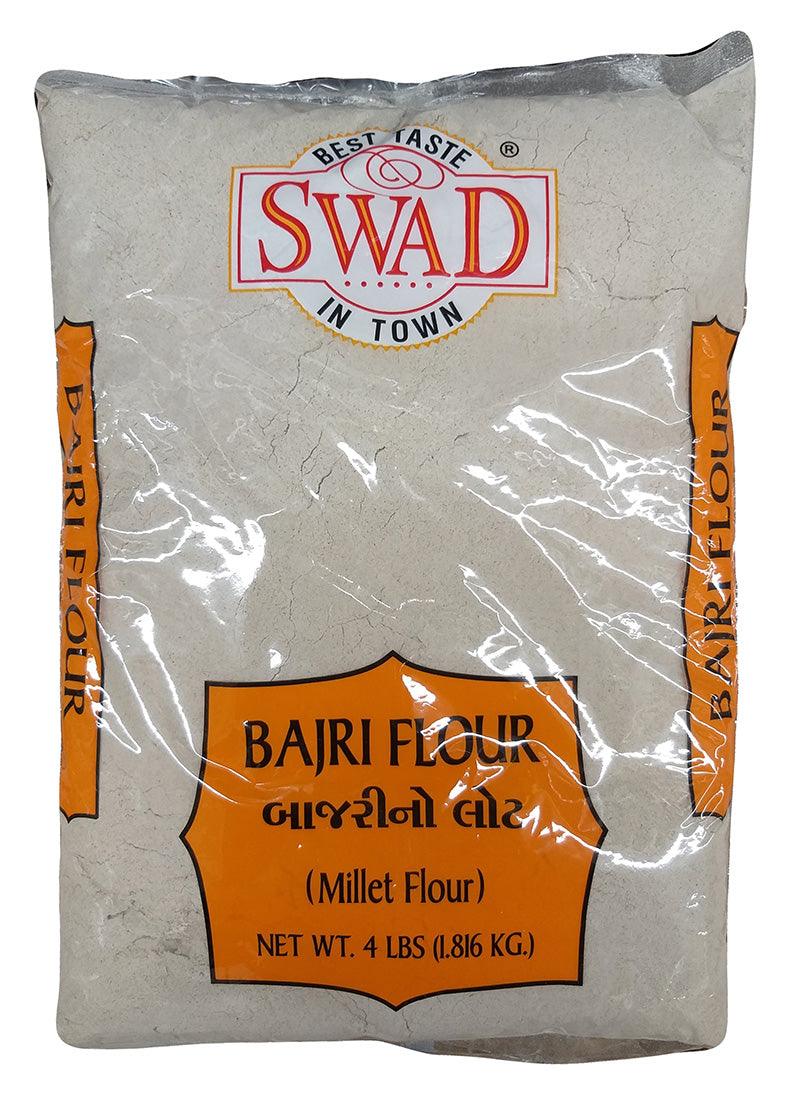 BEST TASTE
®
SWAD
IN TOWN
BAJRI FLOUR
BAJRI FLOUR
BAJRI FLOUR
બાજરીનો લોટ
(Millet Flour)
NET WT. 4 LBS (1.816 KG.)